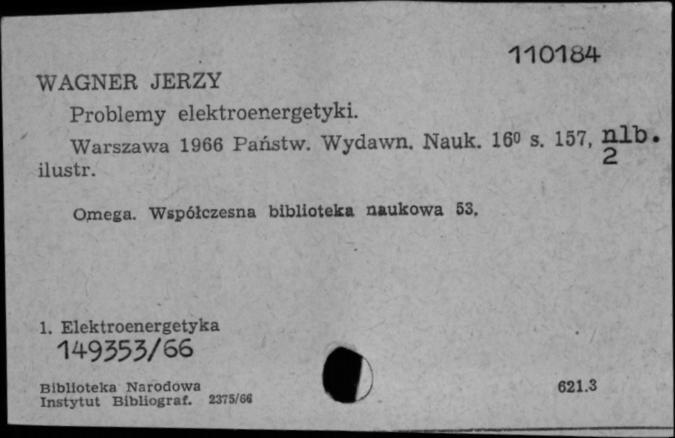 110184
WAGNER JERZY
Problemy elektroenergetyki.
Warszawa 1966 Państw. Wydawn. Nauk. 16⁰ s. 157, nlb. 2
ilustr.
Omega. Współczesna biblioteka naukowa 53.
1. Elektroenergetyka
149353/66
Biblioteka Narodowa
Instytut Bibliograf. 2375/66
621.3